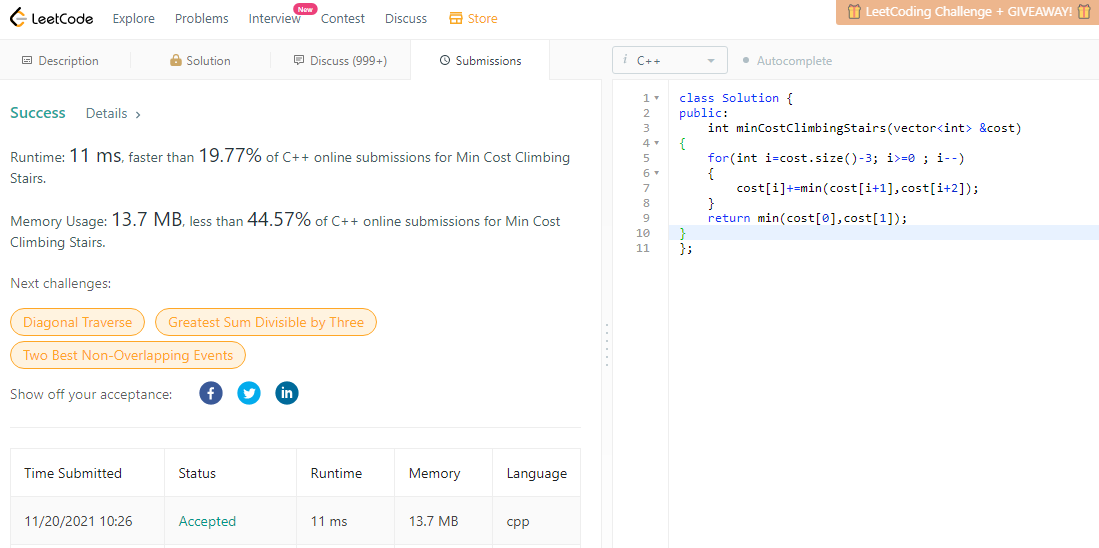 LeetCode Explore Problems Interview New Contest Discuss Store LeetCoding Challenge + GIVEAWAY!
Description Solution Discuss (999+) Submissions
Success Details >
Runtime: 11 ms, faster than 19.77% of C++ online submissions for Min Cost Climbing
Stairs.
Memory Usage: 13.7 MB, less than 44.57% of C++ online submissions for Min Cost
Climbing Stairs.
Next challenges:
Diagonal Traverse Greatest Sum Divisible by Three
Two Best Non-Overlapping Events
Show off your acceptance:
Time Submitted Status Runtime Memory Language
11/20/2021 10:26 Accepted 11 ms 13.7 MB cpp
i C++ Autocomplete
1 class Solution {
2 public:
3     int minCostClimbingStairs(vector<int> &cost)
4 {
5     for(int i=cost.size()-3; i>=0 ; i--)
6     {
7         cost[i]+=min(cost[i+1],cost[i+2]);
8     }
9     return min(cost[0],cost[1]);
10 }
11 };